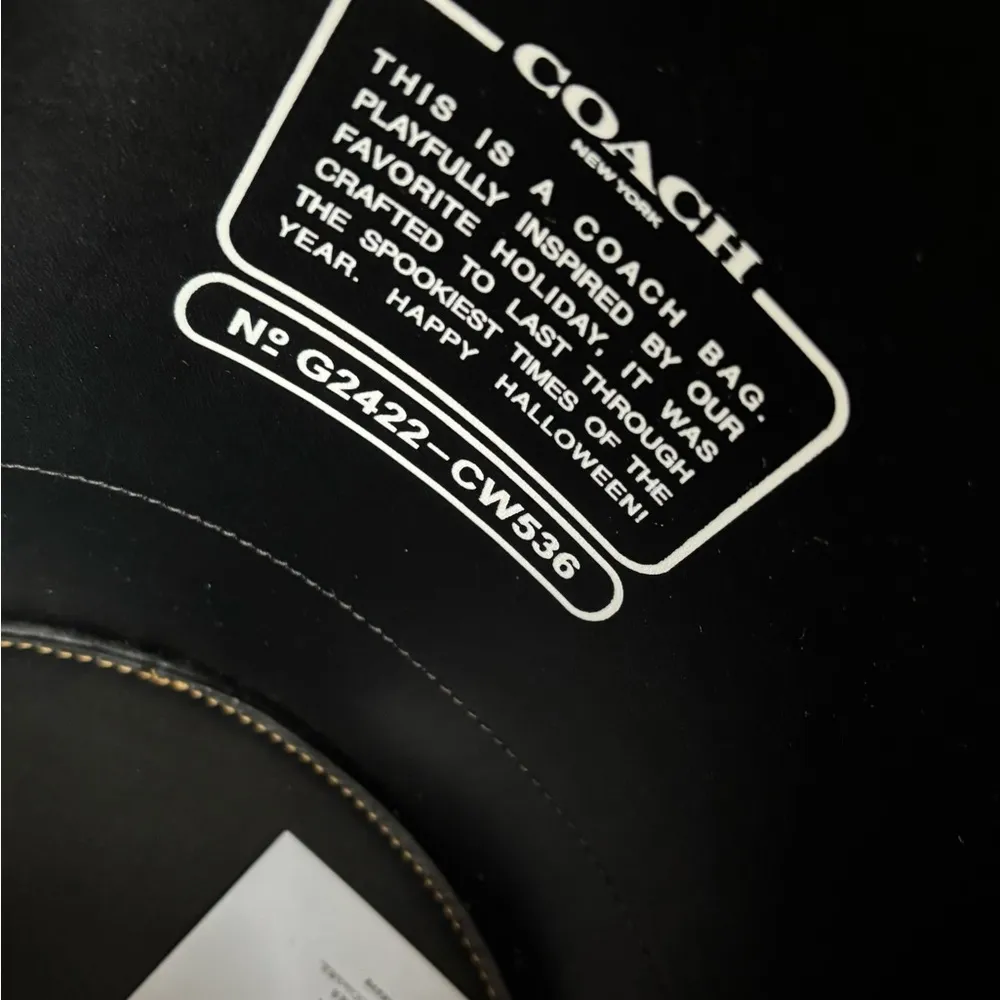 COACH
NEW YORK
THIS IS A COACH BAG.
PLAYFULLY INSPIRED BY OUR
FAVORITE HOLIDAY, IT WAS
CRAFTED TO LAST THROUGH
THE SPOOKIEST TIMES OF THE
YEAR. HAPPY HALLOWEEN!
Nº G2422-CW536